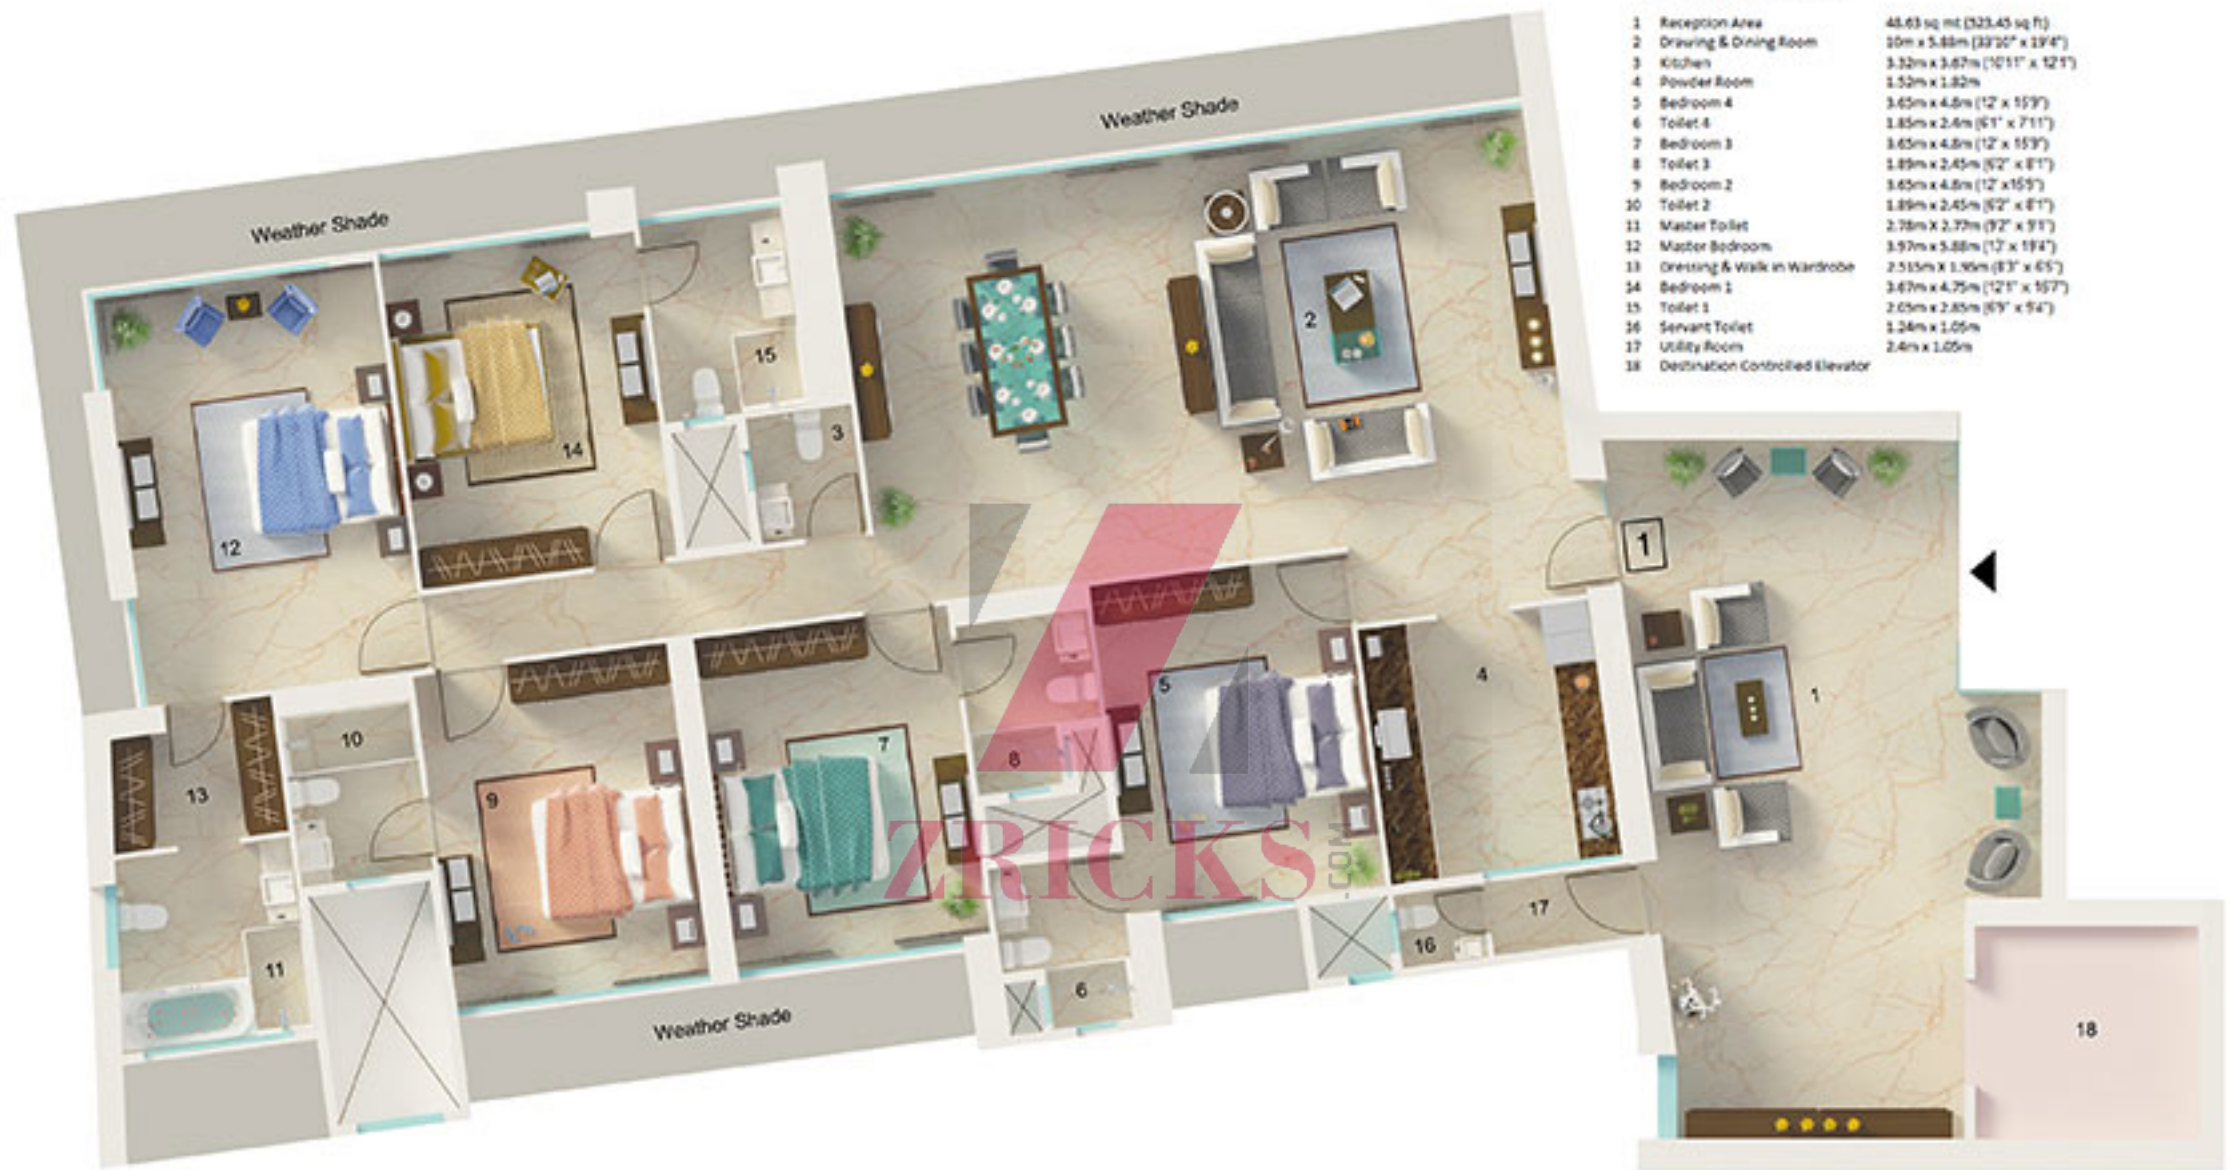 1 Reception Area 48.63 sq mt (523.45 sq ft)
2 Drawing & Dining Room 10m x 5.88m (33'10" x 19'4")
3 Kitchen 3.32m x 3.67m (10'11" x 12'1")
4 Powder Room 1.52m x 1.82m
5 Bedroom 4 3.65m x 4.8m (12' x 15'9")
6 Toilet 4 1.85m x 2.4m (6'1" x 7'11")
7 Bedroom 3 3.65m x 4.8m (12' x 15'9")
8 Toilet 3 1.89m x 2.45m (6'2" x 8'1")
9 Bedroom 2 3.65m x 4.8m
10 Toilet 2 1.89m x 2.45m (6'2" x 8'1")
11 Master Toilet 2.78m X 2.77m (9'2" x 9'1")
12 Master Bedroom 3.97m x 5.88m (13' x 19'4")
13 Dressing & Walk in Wardrobe 2.515m X 1.96m (8'3" x 6'5")
14 Bedroom 1 3.67m x 4.75m (12'1" x 15'7")
15 Toilet 1 2.05m x 2.85m (6'9" x 9'4")
16 Servant Toilet 1.24m x 1.05m
17 Utility Room 2.4m x 1.05m
18 Destination Controlled Elevator
Weather Shade
Weather Shade
2
15
3
14
12
1
4
5
1
10
7
8
13
9
ZRICKS
.COM
17
16
11
6
Weather Shade
18